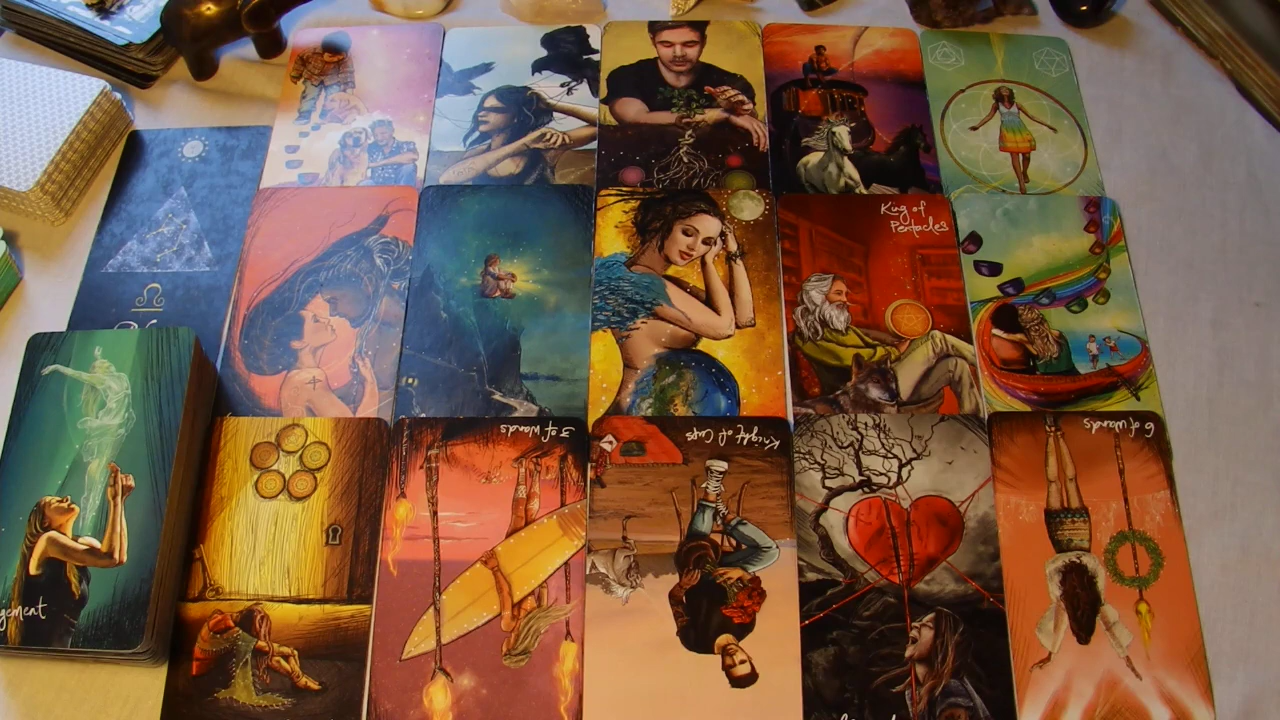 King of
Pentacles
3 of Wands
Knight of Cups
6 of Wands
gement